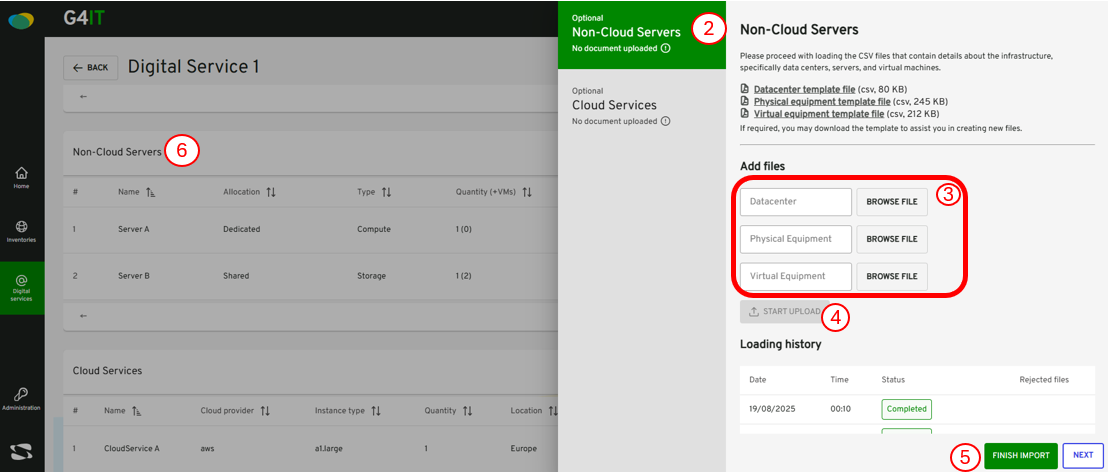 G4IT
Home
Inventories
Digital
services
Administration
BACK
Digital Service 1
Non-Cloud Servers
6
# Name Allocation Type Quantity (+VMs)
1 Server A Dedicated Compute 1 (0)
2 Server B Shared Storage 1 (2)
Cloud Services
# Name Cloud provider Instance type Quantity Location
1 CloudService A aws a1.large 1 Europe
Optional
Non-Cloud Servers
No document uploaded
2
Optional
Cloud Services
No document uploaded
Non-Cloud Servers
Please proceed with loading the CSV files that contain details about the infrastructure,
specifically data centers, servers, and virtual machines.
Datacenter template file (csv, 80 KB)
Physical equipment template file (csv, 245 KB)
Virtual equipment template file (csv, 212 KB)
If required, you may download the template to assist you in creating new files.
Add files
3
Datacenter BROWSE FILE
Physical Equipment BROWSE FILE
Virtual Equipment BROWSE FILE
START UPLOAD
4
Loading history
Date Time Status Rejected files
19/08/2025 00:10 Completed
5
FINISH IMPORT NEXT